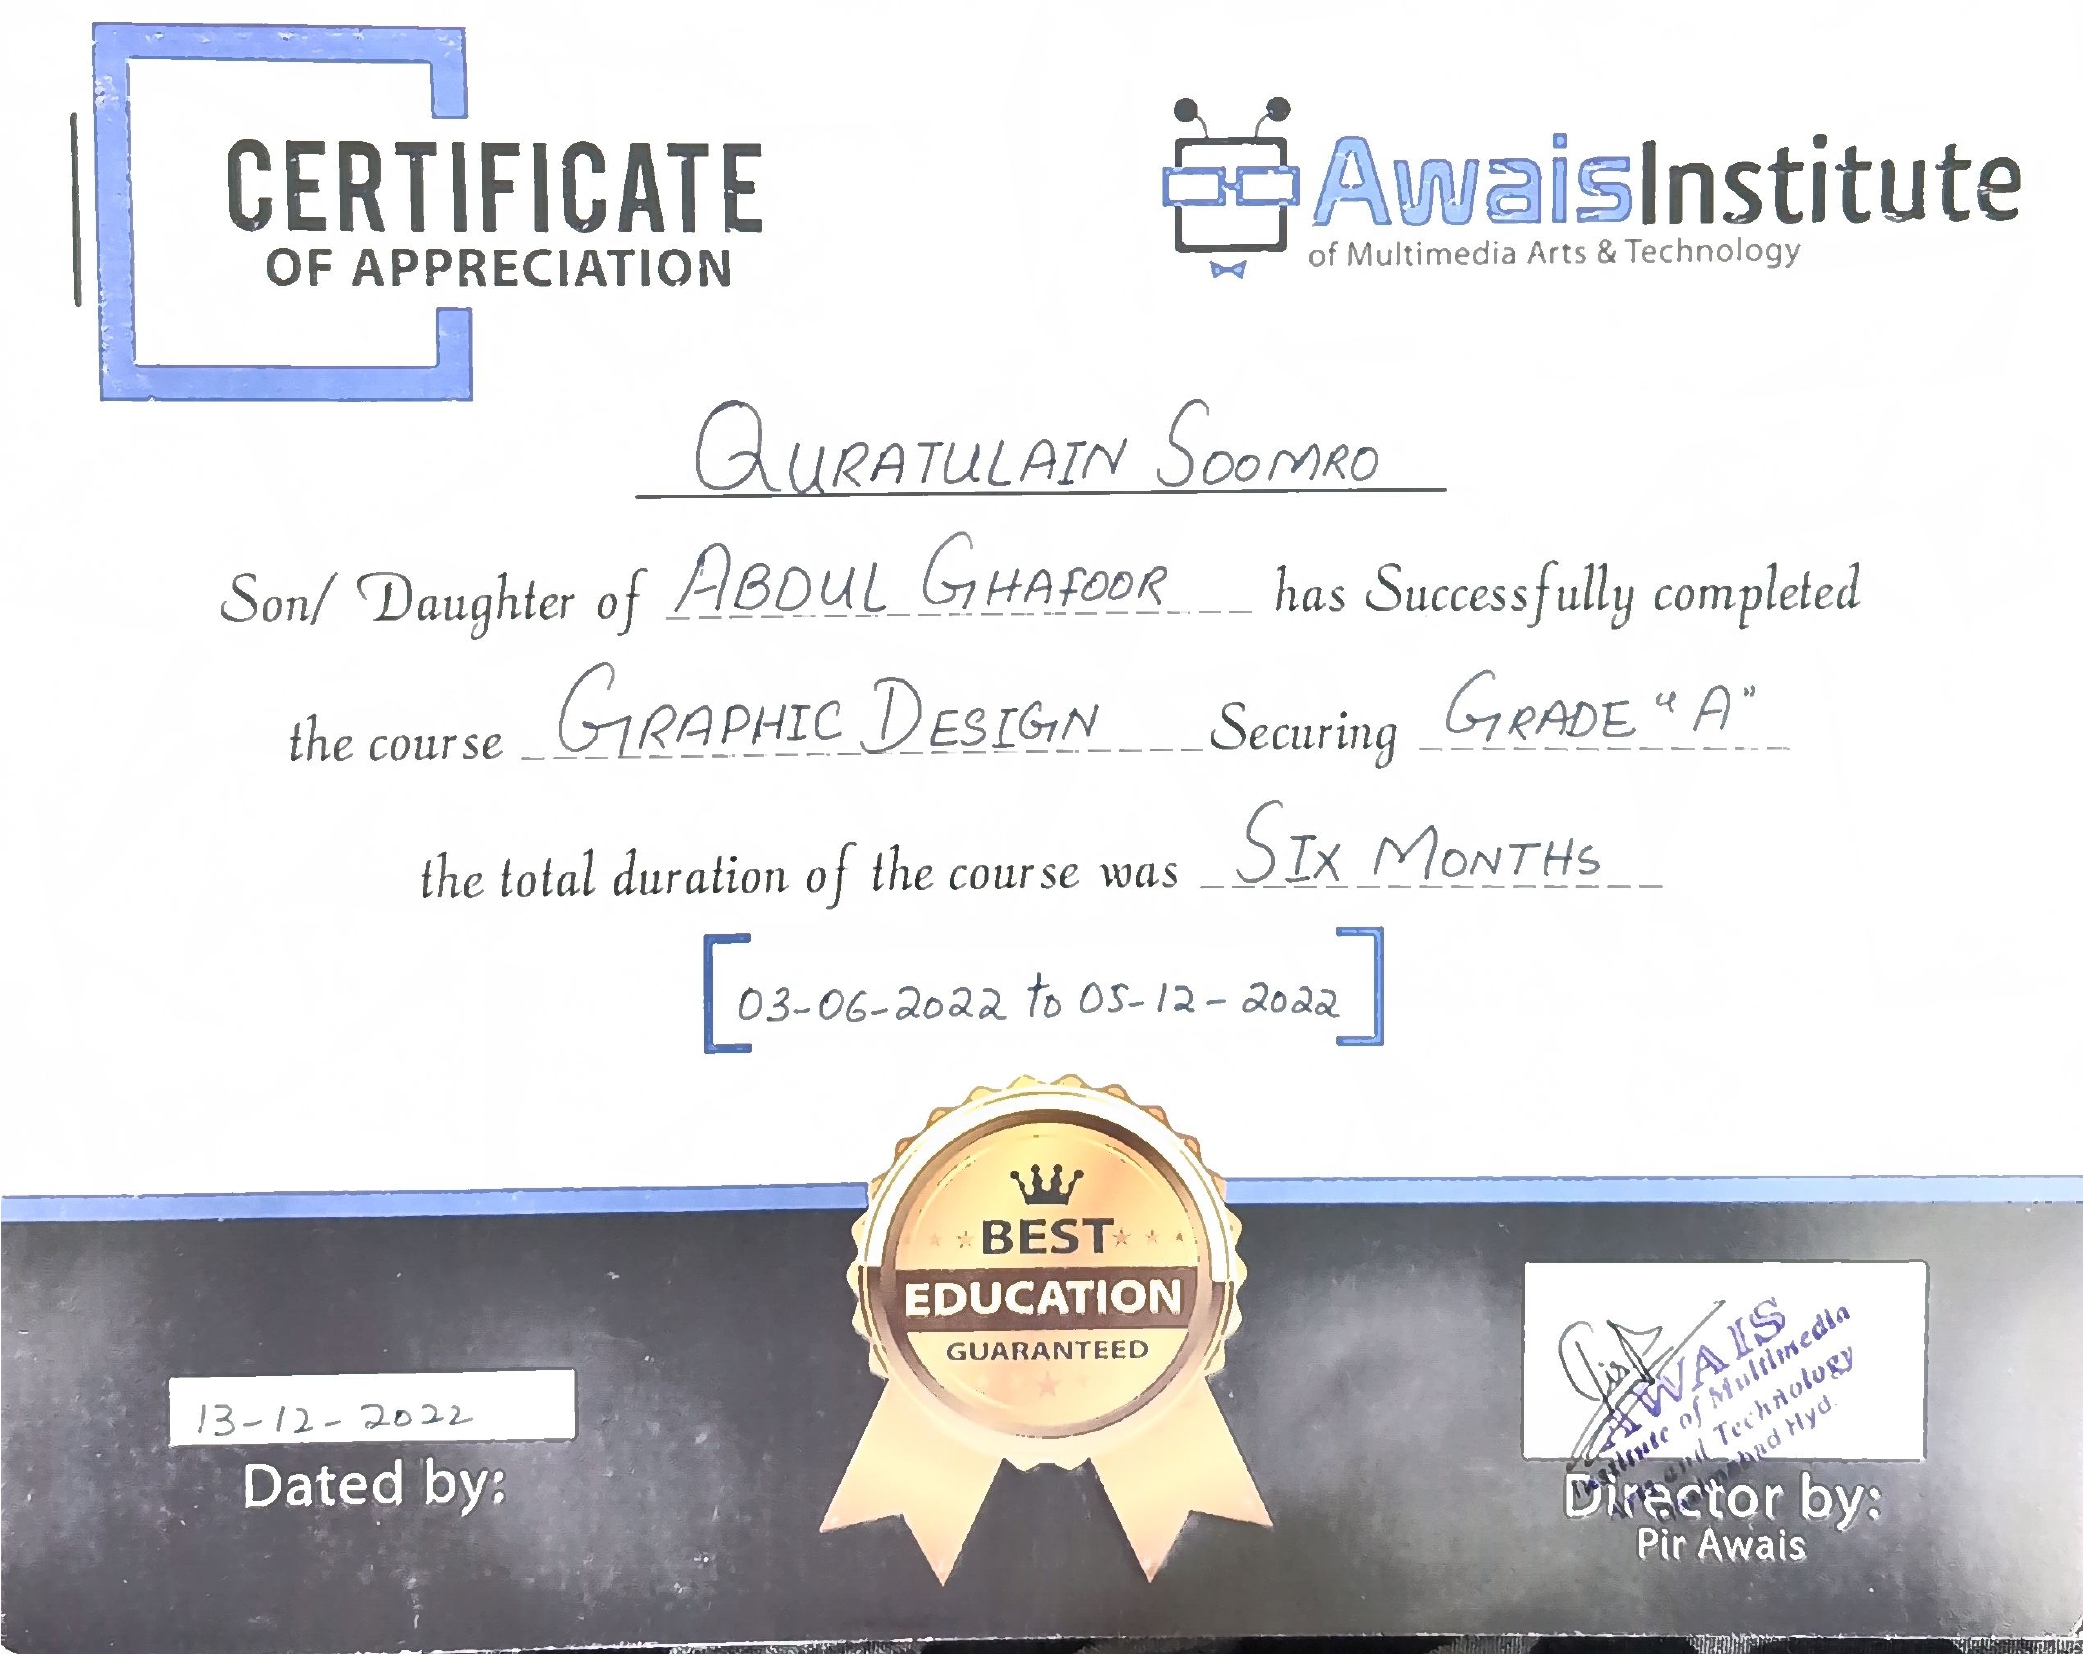 CERTIFICATE
OF APPRECIATION
AwaisInstitute
of Multimedia Arts & Technology
QURATULAIN SOOMRO
Son/ Daughter of ABDUL GHAFOOR has Successfully completed
the course GRAPHIC DESIGN Securing GRADE "A"
the total duration of the course was SIX MONTHS
[03-06-2022 to 05-12-2022]
BEST
EDUCATION
GUARANTEED
13-12-2022
Dated by:
AWAIS
Institute of Multimedia
Arts and Technology
Hyd.
Director by:
Pir Awais